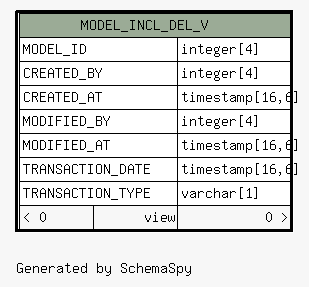 MODEL_INCL_DEL_V
MODEL_ID integer[4]
CREATED_BY integer[4]
CREATED_AT timestamp[16,6]
MODIFIED_BY integer[4]
MODIFIED_AT timestamp[16,6]
TRANSACTION_DATE timestamp[16,6]
TRANSACTION_TYPE varchar[1]
< 0 view 0 >
Generated by SchemaSpy